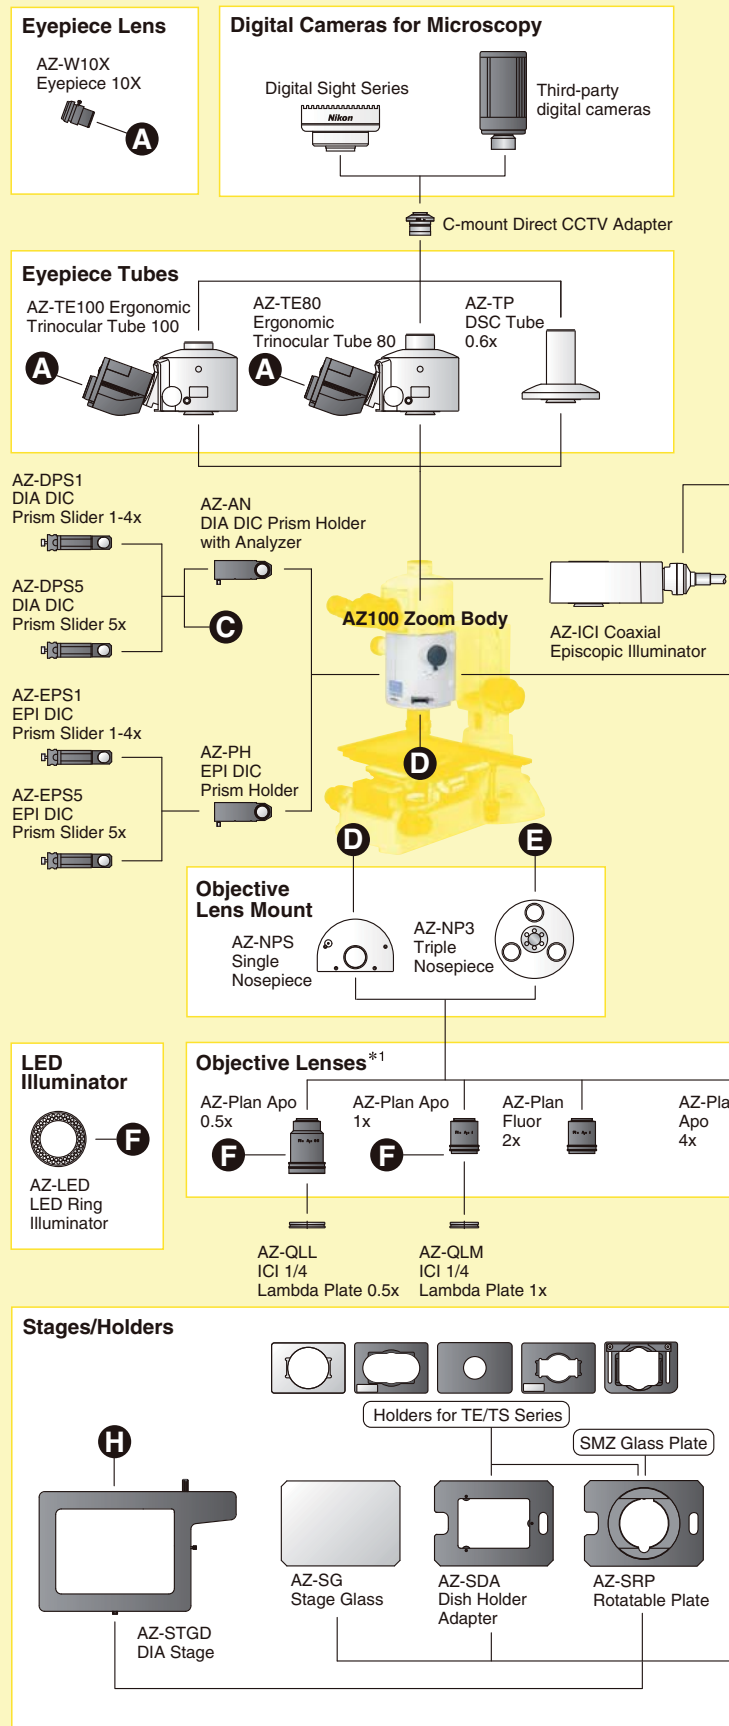 Eyepiece Lens
AZ-W10X
Eyepiece 10X
A
Digital Cameras for Microscopy
Digital Sight Series
Nikon
Third-party
digital cameras
C-mount Direct CCTV Adapter
Eyepiece Tubes
AZ-TE100 Ergonomic
Trinocular Tube 100
A
AZ-TE80
Ergonomic
Trinocular Tube 80
A
AZ-TP
DSC Tube
0.6x
AZ-DPS1
DIA DIC
Prism Slider 1-4x
AZ-DPS5
DIA DIC
Prism Slider 5x
AZ-AN
DIA DIC Prism Holder
with Analyzer
C
AZ100 Zoom Body
AZ-ICI Coaxial
Episcopic Illuminator
AZ-EPS1
EPI DIC
Prism Slider 1-4x
AZ-EPS5
EPI DIC
Prism Slider 5x
AZ-PH
EPI DIC
Prism Holder
D
D
E
Objective
Lens Mount
AZ-NPS
Single
Nosepiece
AZ-NP3
Triple
Nosepiece
LED
Illuminator
F
AZ-LED
LED Ring
Illuminator
Objective Lenses*1
AZ-Plan Apo
0.5x
F
AZ-Plan Apo
1x
F
AZ-Plan
Fluor
2x
AZ-Pla
Apo
4x
AZ-QLL
ICI 1/4
Lambda Plate 0.5x
AZ-QLM
ICI 1/4
Lambda Plate 1x
Stages/Holders
Holders for TE/TS Series
SMZ Glass Plate
H
AZ-STGD
DIA Stage
AZ-SG
Stage Glass
AZ-SDA
Dish Holder
Adapter
AZ-SRP
Rotatable Plate